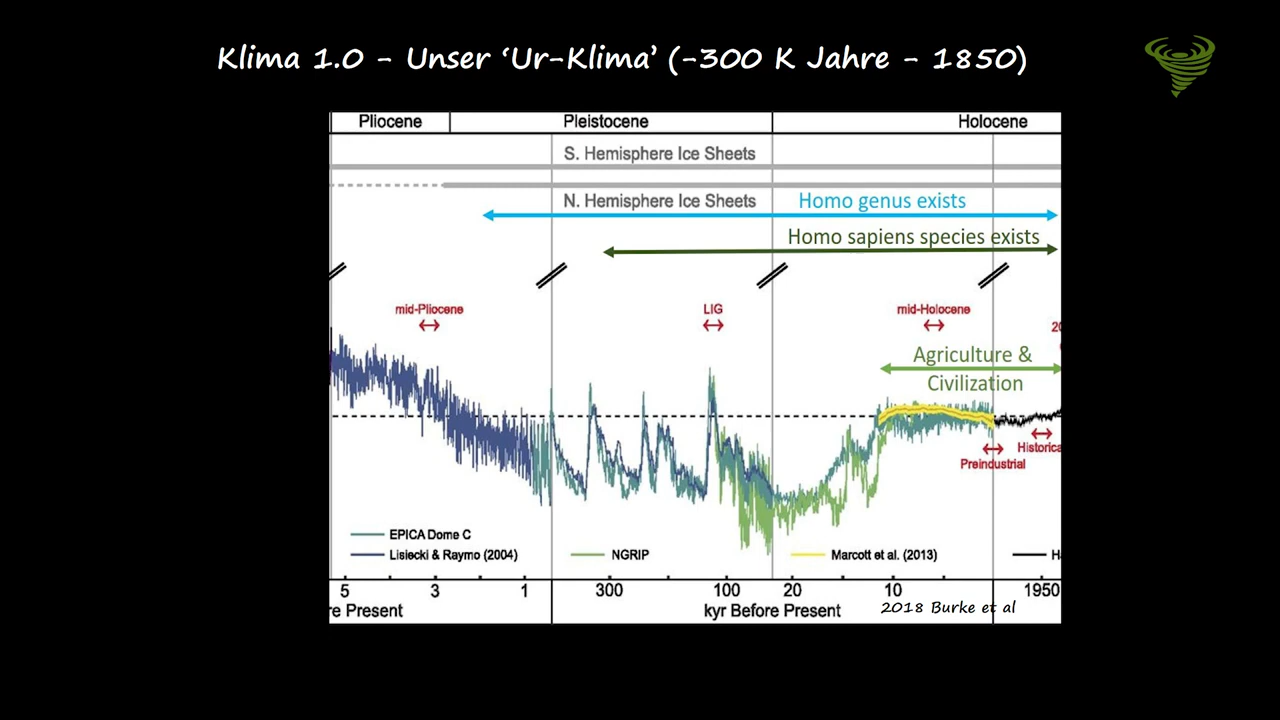 Klima 1.0 - Unser ‘Ur-Klima’ (-300 K Jahre - 1850)
Pliocene Pleistocene Holocene
S. Hemisphere Ice Sheets
N. Hemisphere Ice Sheets Homo genus exists
Homo sapiens species exists
mid-Pliocene LIG mid-Holocene
20
Agriculture &
Civilization
Historica
Preindustrial
EPICA Dome C
Lisiecki & Raymo (2004) NGRIP Marcott et al. (2013) H
5 3 1 300 100 20 10 1950
re Present kyr Before Present 2018 Burke et al